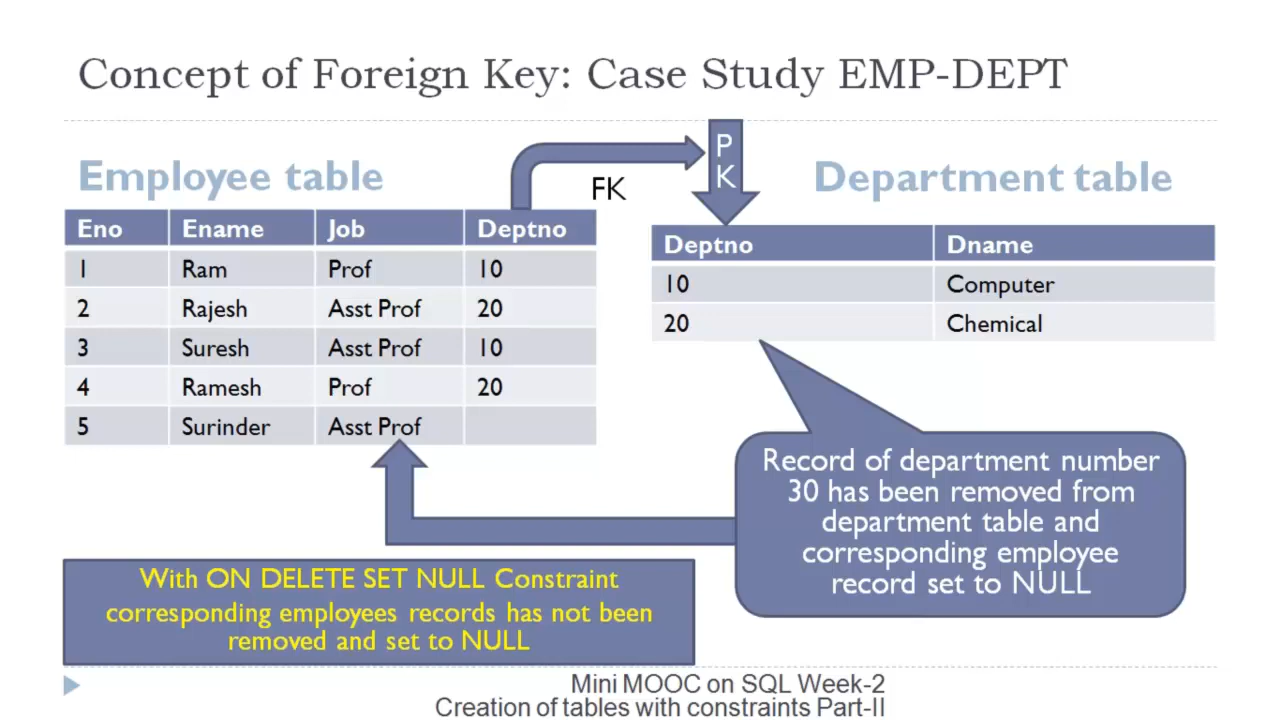 Concept of Foreign Key: Case Study EMP-DEPT
Employee table
FK
P
K
Department table
Eno Ename Job Deptno
1 Ram Prof 10
2 Rajesh Asst Prof 20
3 Suresh Asst Prof 10
4 Ramesh Prof 20
5 Surinder Asst Prof
Deptno Dname
10 Computer
20 Chemical
Record of department number
30 has been removed from
department table and
corresponding employee
record set to NULL
With ON DELETE SET NULL Constraint
corresponding employees records has not been
removed and set to NULL
Mini MOOC on SQL Week-2
Creation of tables with constraints Part-II